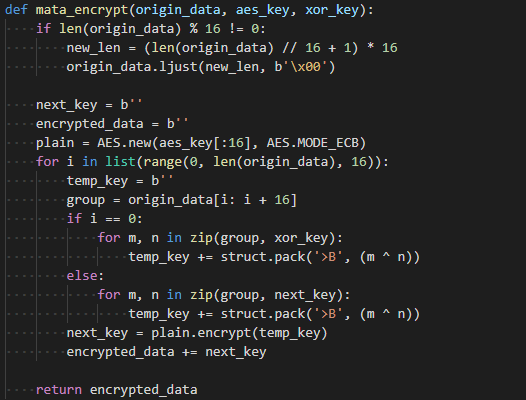 def mata_encrypt(origin_data, aes_key, xor_key):
    if len(origin_data) % 16 != 0:
        new_len = (len(origin_data) // 16 + 1) * 16
        origin_data.ljust(new_len, b'\x00')

    next_key = b''
    encrypted_data = b''
    plain = AES.new(aes_key[:16], AES.MODE_ECB)
    for i in list(range(0, len(origin_data), 16)):
        temp_key = b''
        group = origin_data[i: i + 16]
        if i == 0:
            for m, n in zip(group, xor_key):
                temp_key += struct.pack('>B', (m ^ n))
        else:
            for m, n in zip(group, next_key):
                temp_key += struct.pack('>B', (m ^ n))
        next_key = plain.encrypt(temp_key)
        encrypted_data += next_key

    return encrypted_data